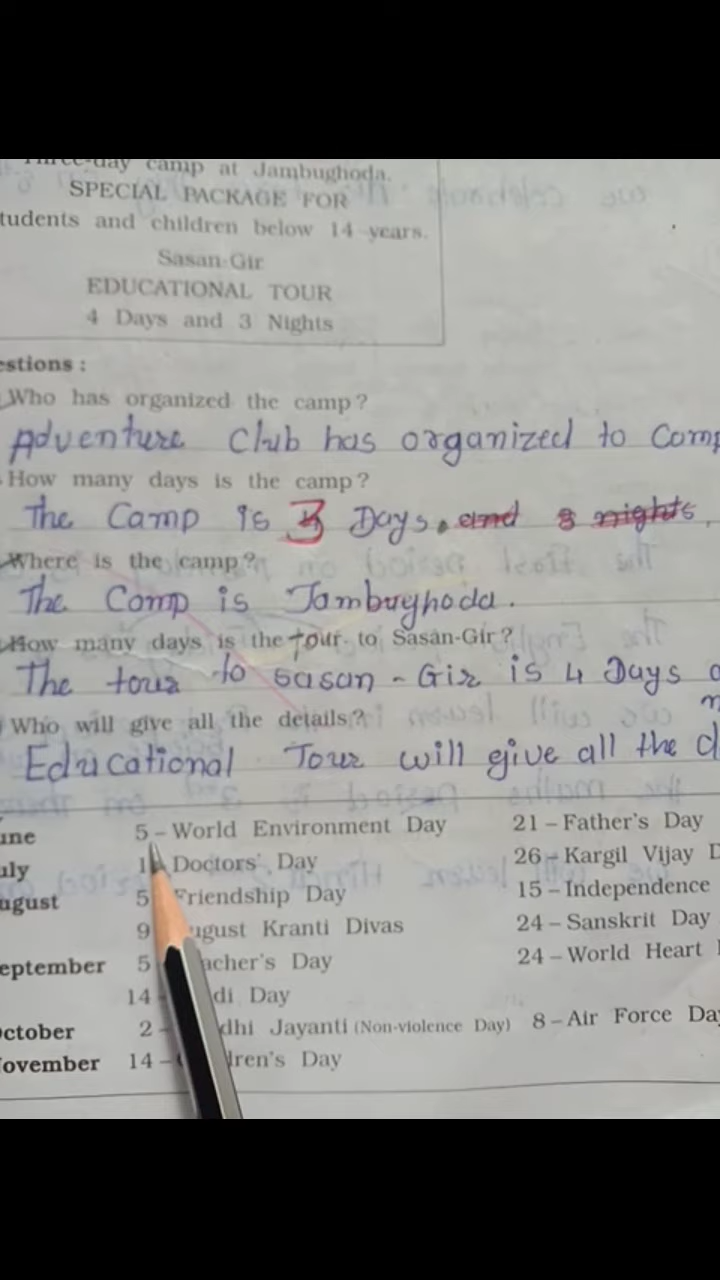 Three-day camp at Jambughoda.
SPECIAL PACKAGE FOR
tudents and children below 14 years.
Sasan-Gir
EDUCATIONAL TOUR
4 Days and 3 Nights
estions :
Who has organized the camp?
Adventure Club has organized to Comp
How many days is the camp?
The Camp is 3 Days. and 3 nights
Where is the camp?
The Comp is Jambughoda.
How many days is the tour to Sasan-Gir?
The tour to sasan - Gir is 4 Days
Who will give all the details?
Educational Tour will give all the d
une 5 – World Environment Day 21 – Father's Day
uly 1 Doctors' Day 26 – Kargil Vijay D
ugust 5 Friendship Day 15 – Independence
9 ugust Kranti Divas 24 – Sanskrit Day
eptember 5 acher's Day 24 – World Heart
14 di Day
ctober 2 – dhi Jayanti (Non-violence Day) 8 – Air Force Da
ovember 14 – dren's Day